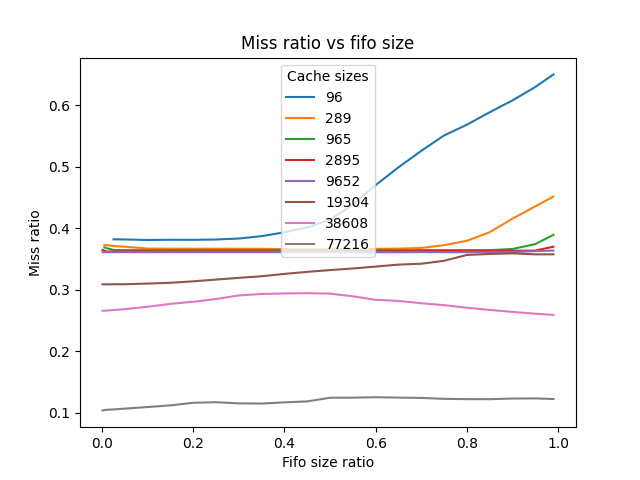 Miss ratio vs fifo size
Cache sizes
96
289
965
2895
9652
19304
38608
77216
0.6
0.5
0.4
0.3
0.2
0.1
Miss ratio
0.0 0.2 0.4 0.6 0.8 1.0
Fifo size ratio